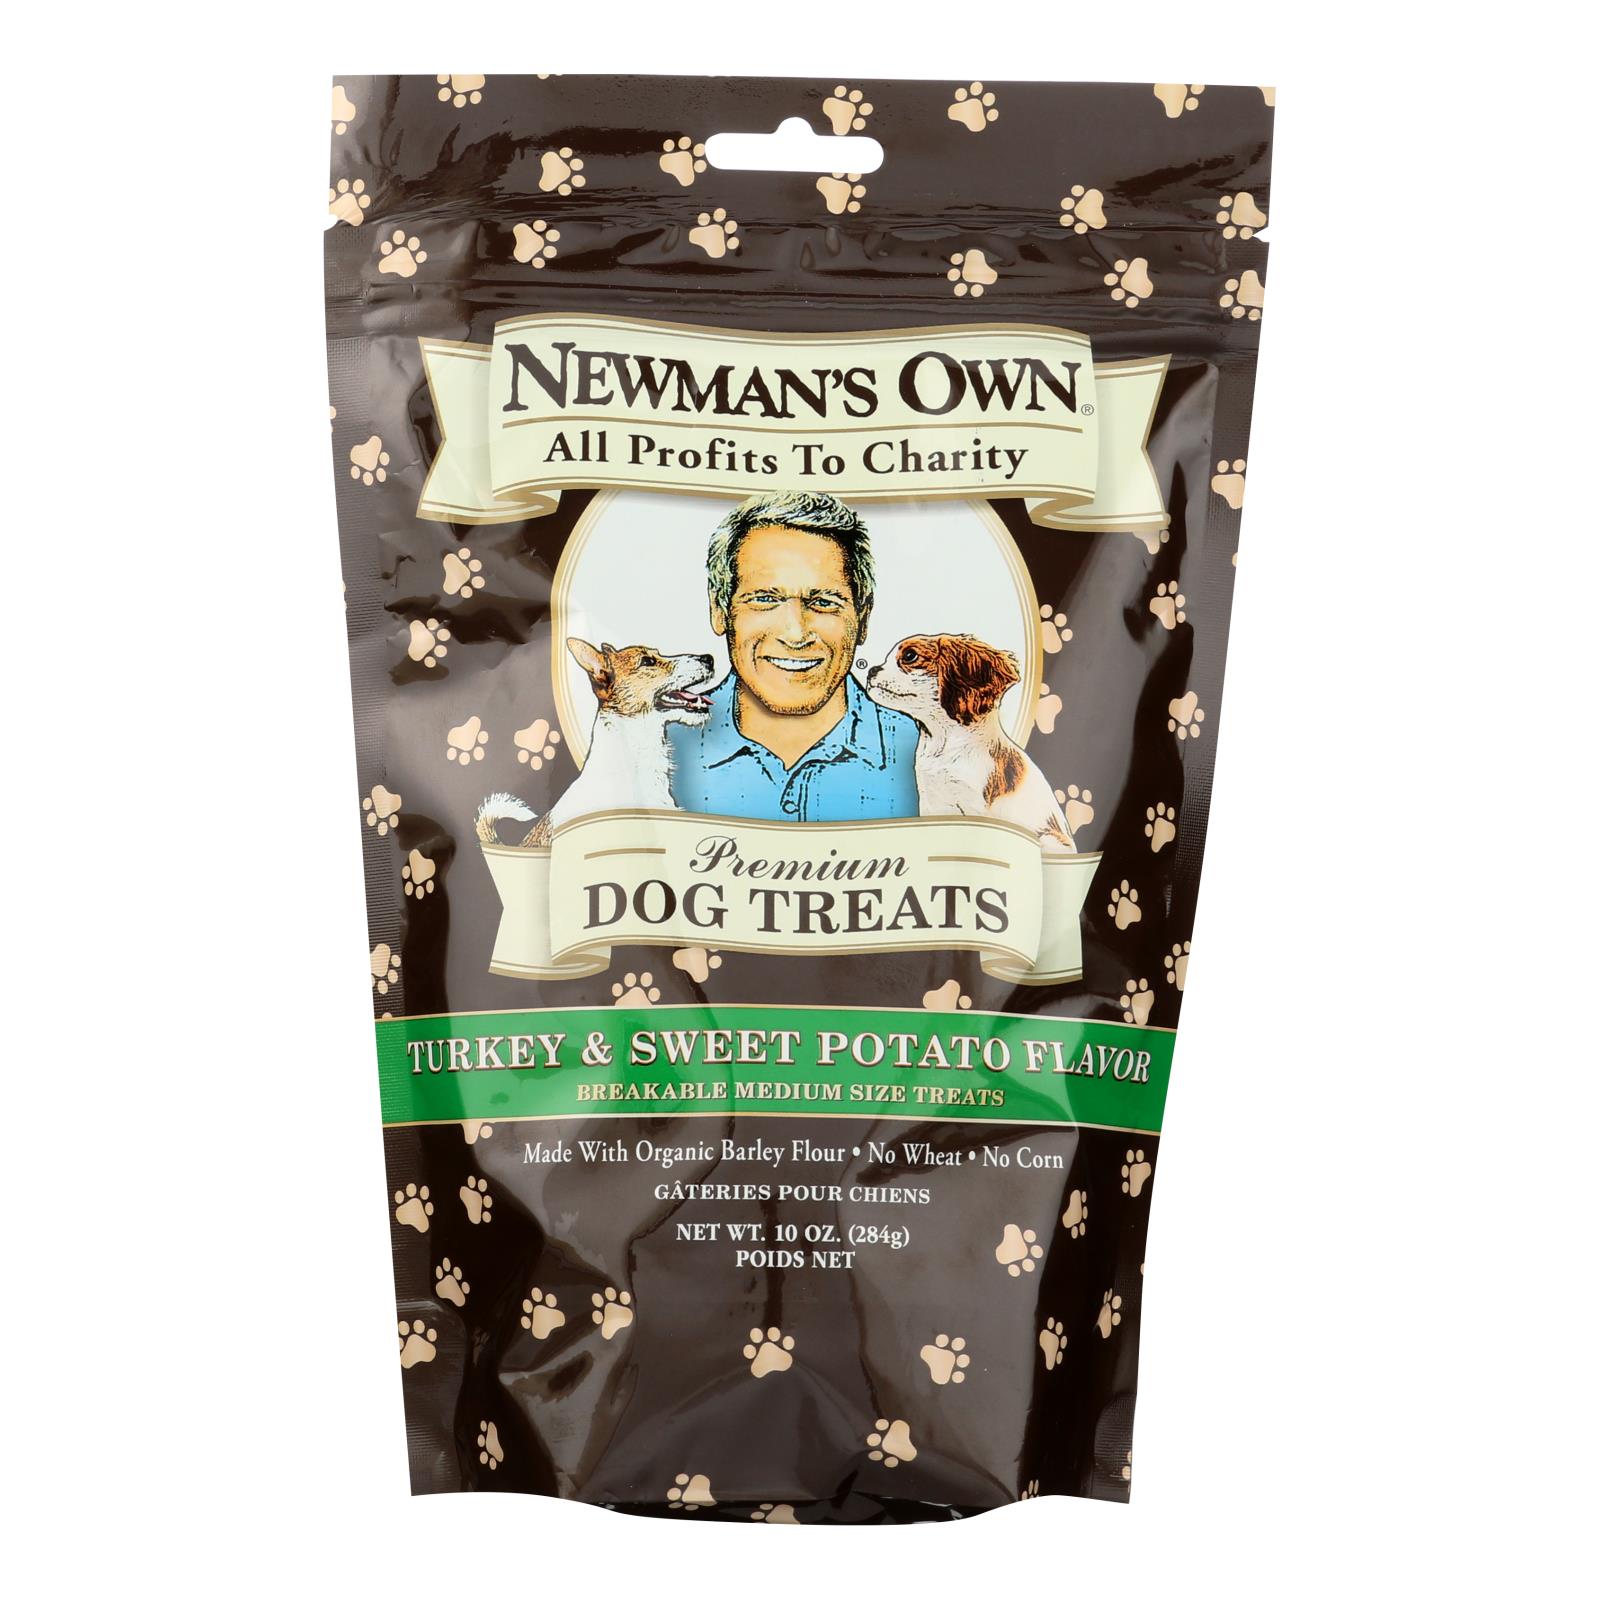 NEWMAN'S OWN®
All Profits To Charity
®
Premium
DOG TREATS
TURKEY & SWEET POTATO FLAVOR
BREAKABLE MEDIUM SIZE TREATS
Made With Organic Barley Flour • No Wheat • No Corn
GÂTERIES POUR CHIENS
NET WT. 10 OZ. (284g)
POIDS NET